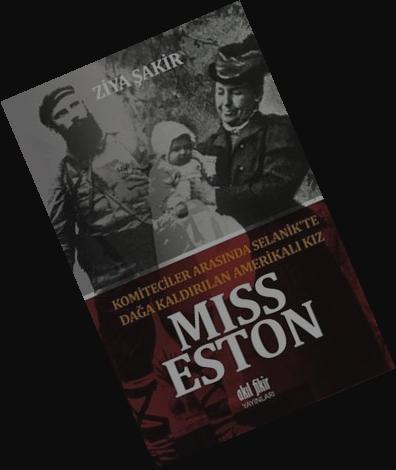 ZİYA ŞAKİR
KOMİTECİLER ARASINDA SELANİK'TE
DAĞA KALDIRILAN AMERİKALI KIZ
MISS
ESTON
akıl fikir
YAYINLARI